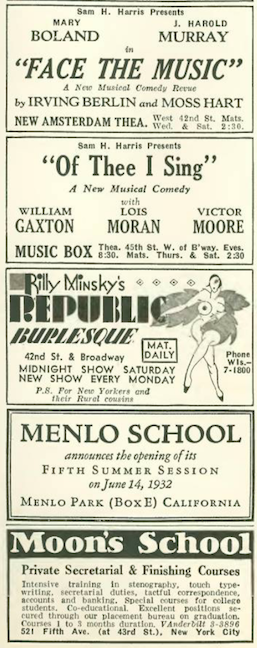 Sam H. Harris Presents
MARY J. HAROLD
BOLAND MURRAY
in
"FACE THE MUSIC"
A New Musical Comedy Revue
by IRVING BERLIN and MOSS HART
NEW AMSTERDAM THEA. West 42nd St. Mats. Wed. & Sat. 2:30.
Sam H. Harris Presents
"Of Thee I Sing"
A New Musical Comedy
with
WILLIAM LOIS VICTOR
GAXTON MORAN MOORE
MUSIC BOX Thea. 45th St. W. of B'way. Eves. 8:30. Mats. Thurs. & Sat. 2:30
Billy Minsky's
REPUBLIC
BURLESQUE
42nd St. & Broadway
MAT. DAILY
MIDNIGHT SHOW SATURDAY
NEW SHOW EVERY MONDAY
Phone
WIs.-
7-1800
P.S. For New Yorkers and
their Rural cousins
MENLO SCHOOL
announces the opening of its
FIFTH SUMMER SESSION
on June 14, 1932
MENLO PARK (BOX E) CALIFORNIA
Moon's School
Private Secretarial & Finishing Courses
Intensive training in stenography, touch type-
writing, secretarial duties, tactful correspondence,
accounts and banking. Special courses for college
students. Co-educational. Excellent positions se-
cured through our placement bureau on graduation.
Courses 1 to 3 months duration. VAnderbilt 3-3896
521 Fifth Ave. (at 43rd St.), New York City